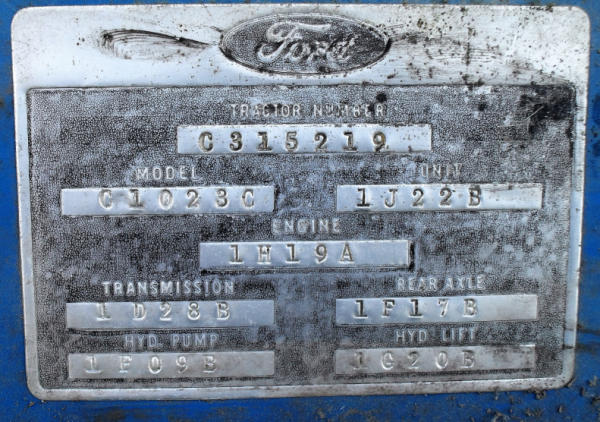 Ford
TRACTOR NUMBER
C315219
MODEL UNIT
C1023C 1J22B
ENGINE
1H19A
TRANSMISSION REAR AXLE
1D28B 1F17B
HYD. PUMP HYD LIFT
1F09B 1G20B